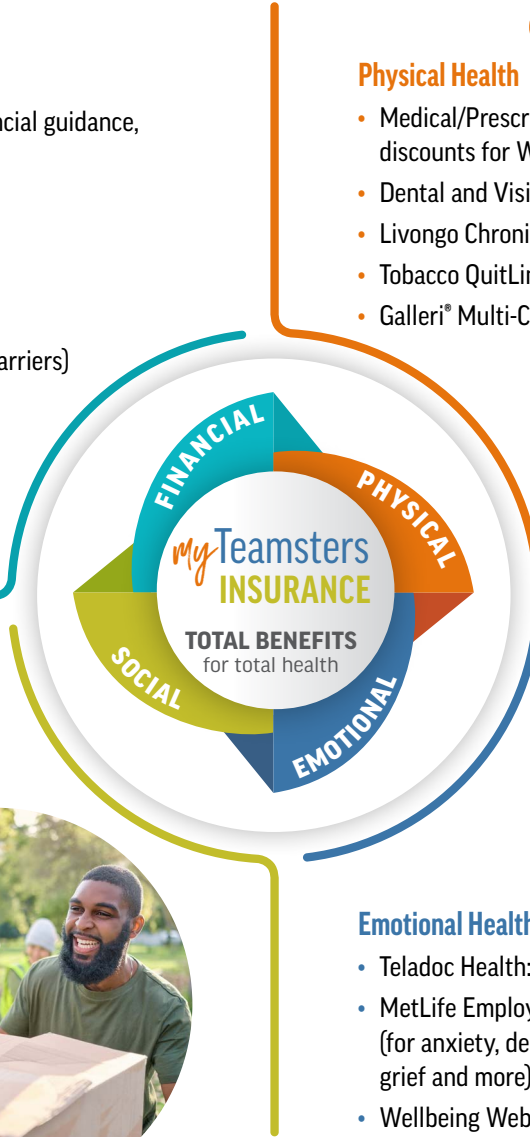 ncial guidance,
arriers)
Physical Health
• Medical/Prescr
discounts for W
• Dental and Visi
• Livongo Chroni
• Tobacco QuitLin
• Galleri® Multi-C
FINANCIAL
PHYSICAL
SOCIAL
EMOTIONAL
myTeamsters
INSURANCE
TOTAL BENEFITS
for total health
Emotional Health
• Teladoc Health:
• MetLife Employ
(for anxiety, de
grief and more)
• Wellbeing Web